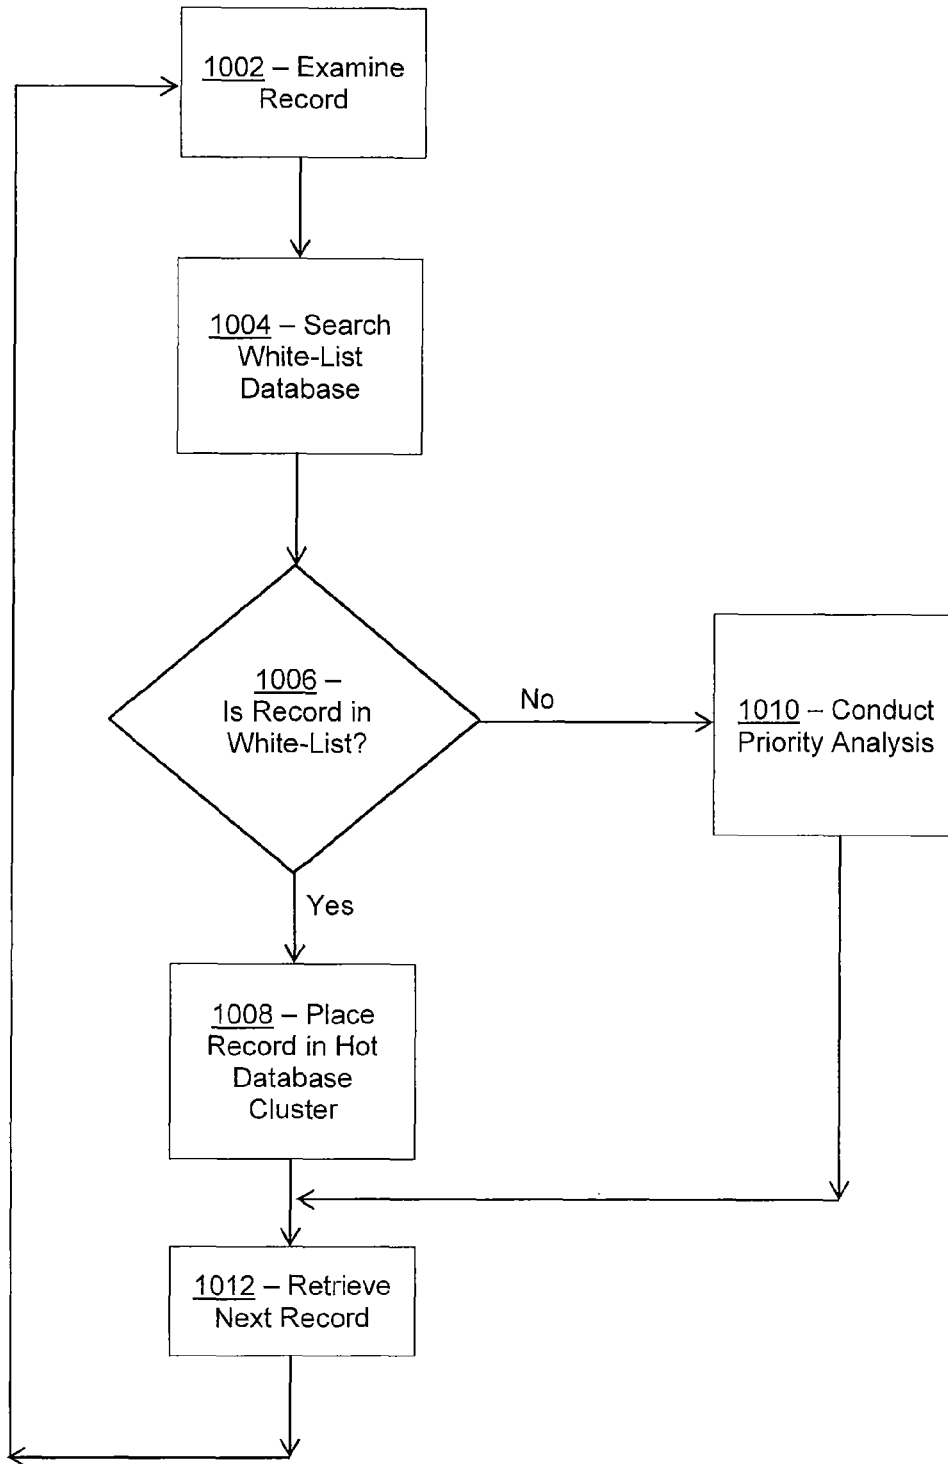 1002 – Examine
Record
1004 – Search
White-List
Database
1006 –
Is Record in
White-List?
No
1010 – Conduct
Priority Analysis
Yes
1008 – Place
Record in Hot
Database
Cluster
1012 – Retrieve
Next Record